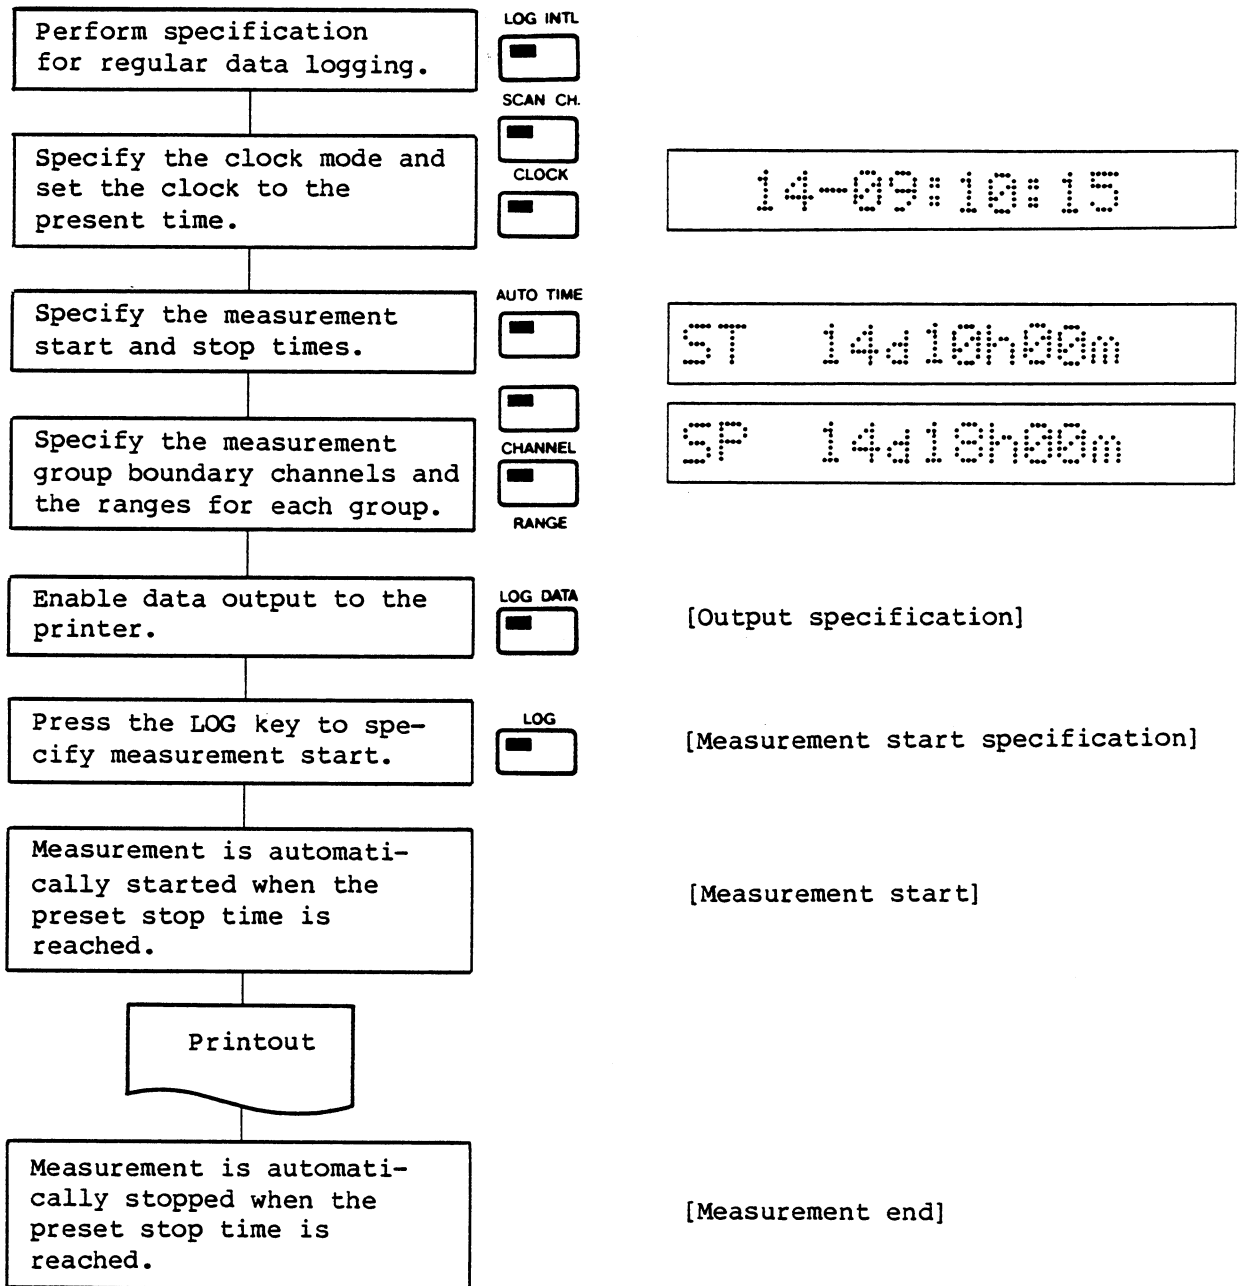 LOG INTL
Perform specification
for regular data logging.
SCAN CH.
Specify the clock mode and
set the clock to the
present time.
CLOCK
14-09:10:15
AUTO TIME
Specify the measurement
start and stop times.
ST 14d10h00m
SP 14d18h00m
Specify the measurement
group boundary channels and
the ranges for each group.
CHANNEL
RANGE
Enable data output to the
printer.
LOG DATA
[Output specification]
Press the LOG key to spe-
cify measurement start.
LOG
[Measurement start specification]
Measurement is automati-
cally started when the
preset stop time is
reached.
[Measurement start]
Printout
Measurement is automati-
cally stopped when the
preset stop time is
reached.
[Measurement end]